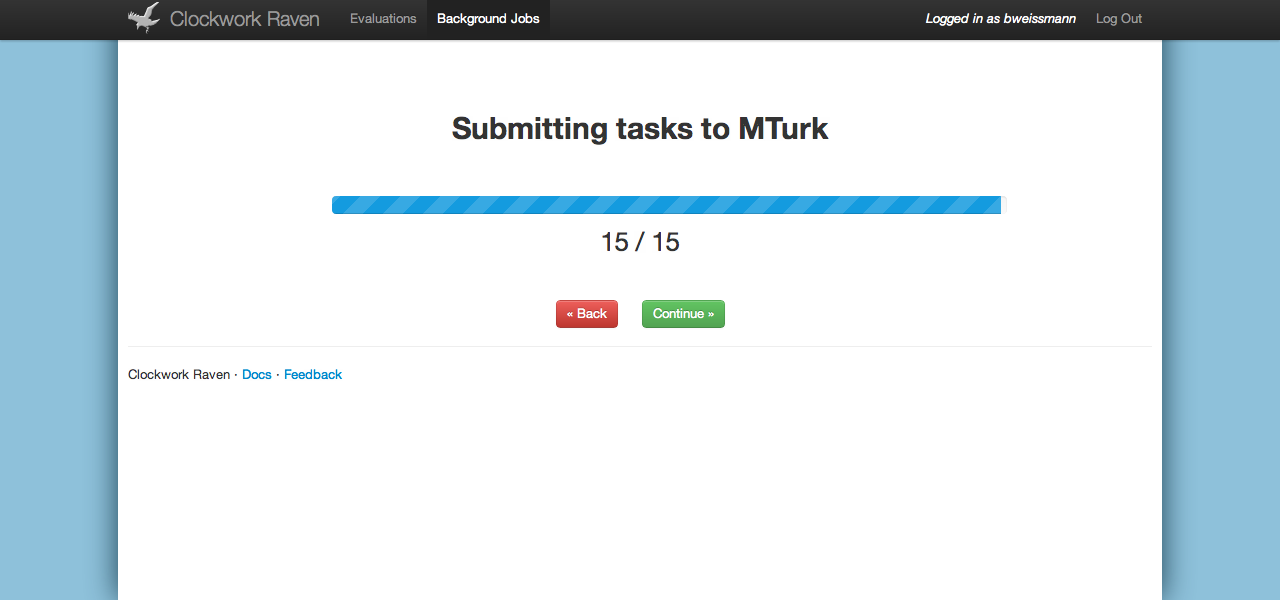 Clockwork Raven Evaluations Background Jobs Logged in as bweissmann Log Out
Submitting tasks to MTurk
15 / 15
« Back Continue »
Clockwork Raven · Docs · Feedback